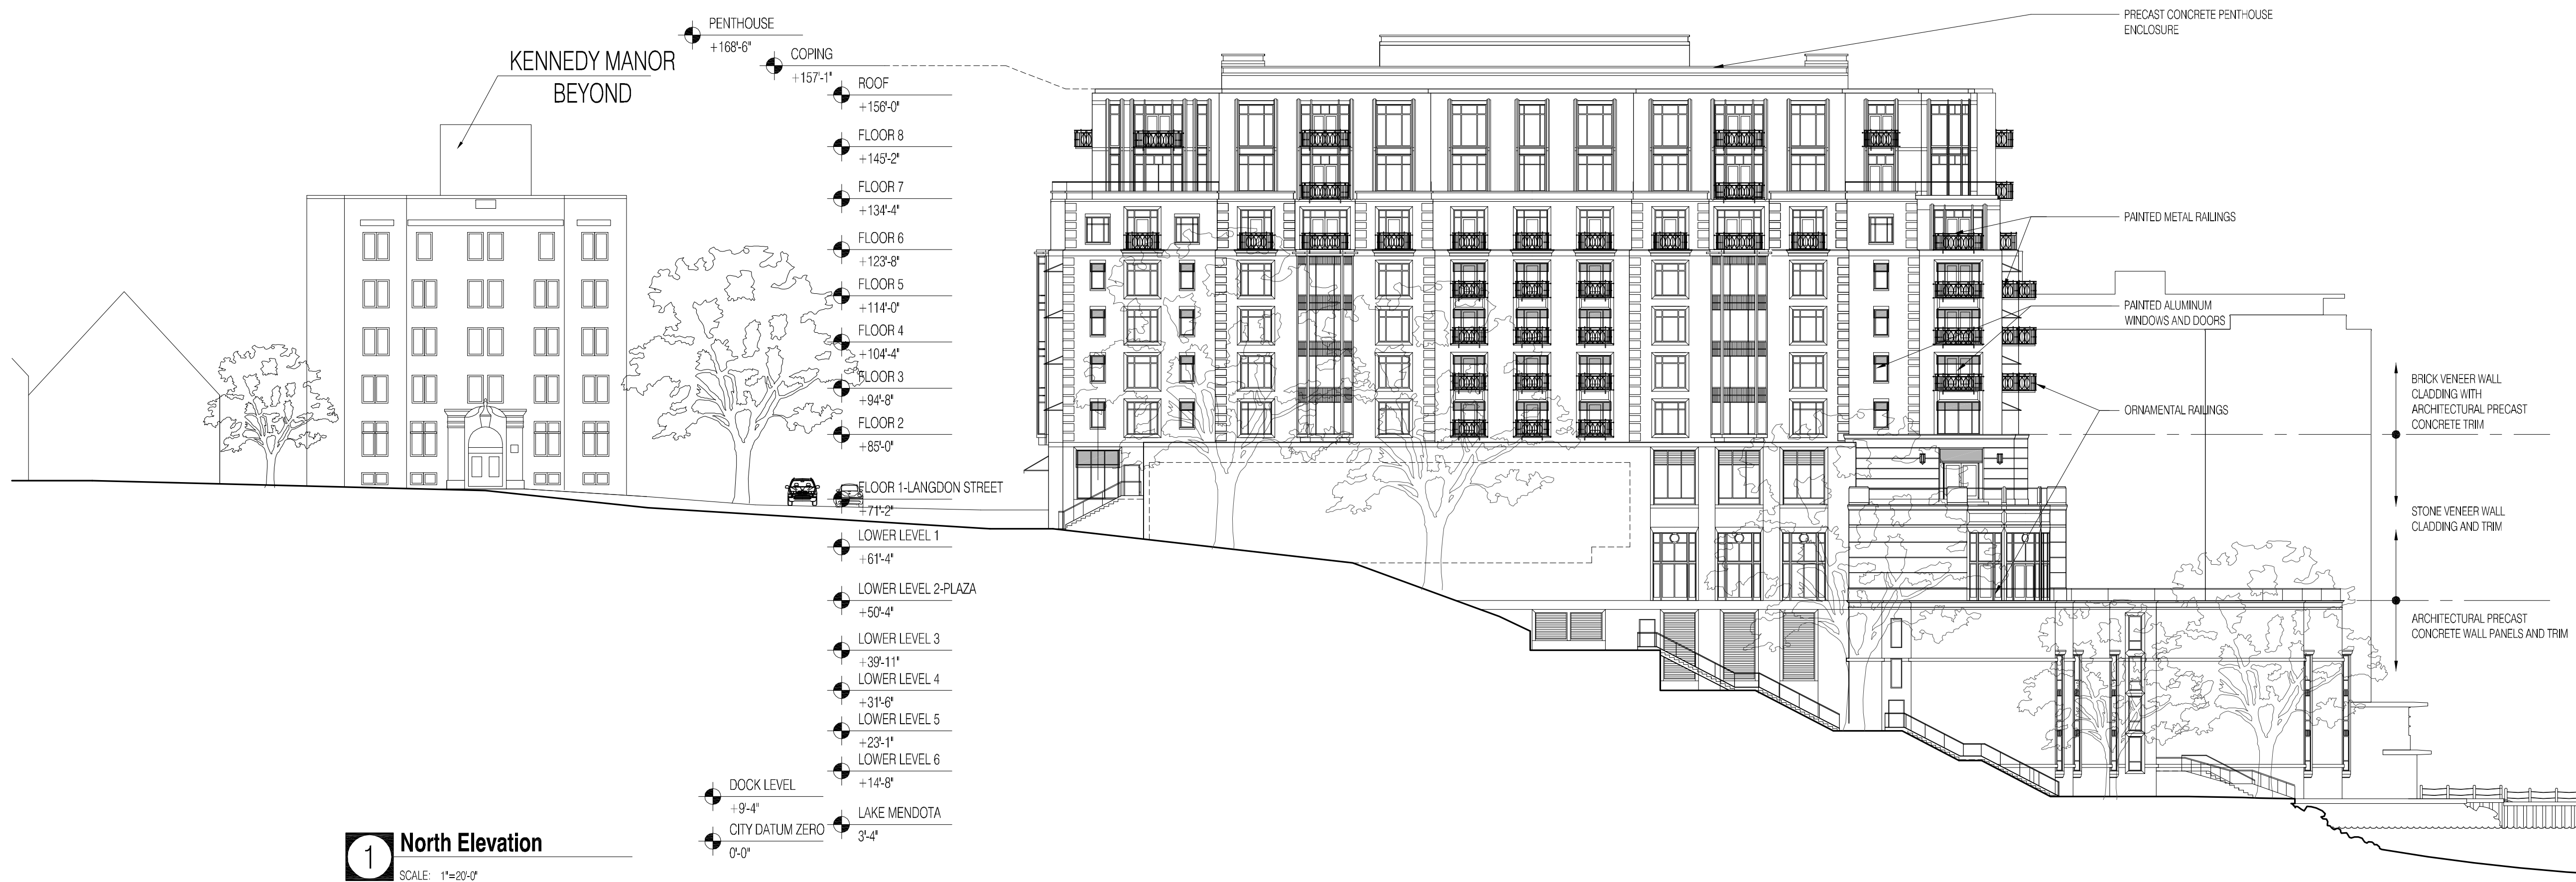 PENTHOUSE
+168'-6"
COPING
+157'-1"
KENNEDY MANOR
BEYOND
ROOF
+156'-0"
FLOOR 8
+145'-2"
FLOOR 7
+134'-4"
FLOOR 6
+123'-8"
FLOOR 5
+114'-0"
FLOOR 4
+104'-4"
FLOOR 3
+94'-8"
FLOOR 2
+85'-0"
FLOOR 1-LANGDON STREET
+71'-2"
LOWER LEVEL 1
+61'-4"
LOWER LEVEL 2-PLAZA
+50'-4"
LOWER LEVEL 3
+39'-11"
LOWER LEVEL 4
+31'-6"
LOWER LEVEL 5
+23'-1"
LOWER LEVEL 6
+14'-8"
DOCK LEVEL
+9'-4"
LAKE MENDOTA
3'-4"
CITY DATUM ZERO
0'-0"
PRECAST CONCRETE PENTHOUSE
ENCLOSURE
PAINTED METAL RAILINGS
PAINTED ALUMINUM
WINDOWS AND DOORS
ORNAMENTAL RAILINGS
BRICK VENEER WALL
CLADDING WITH
ARCHITECTURAL PRECAST
CONCRETE TRIM
STONE VENEER WALL
CLADDING AND TRIM
ARCHITECTURAL PRECAST
CONCRETE WALL PANELS AND TRIM
1
North Elevation
SCALE: 1"=20'-0"